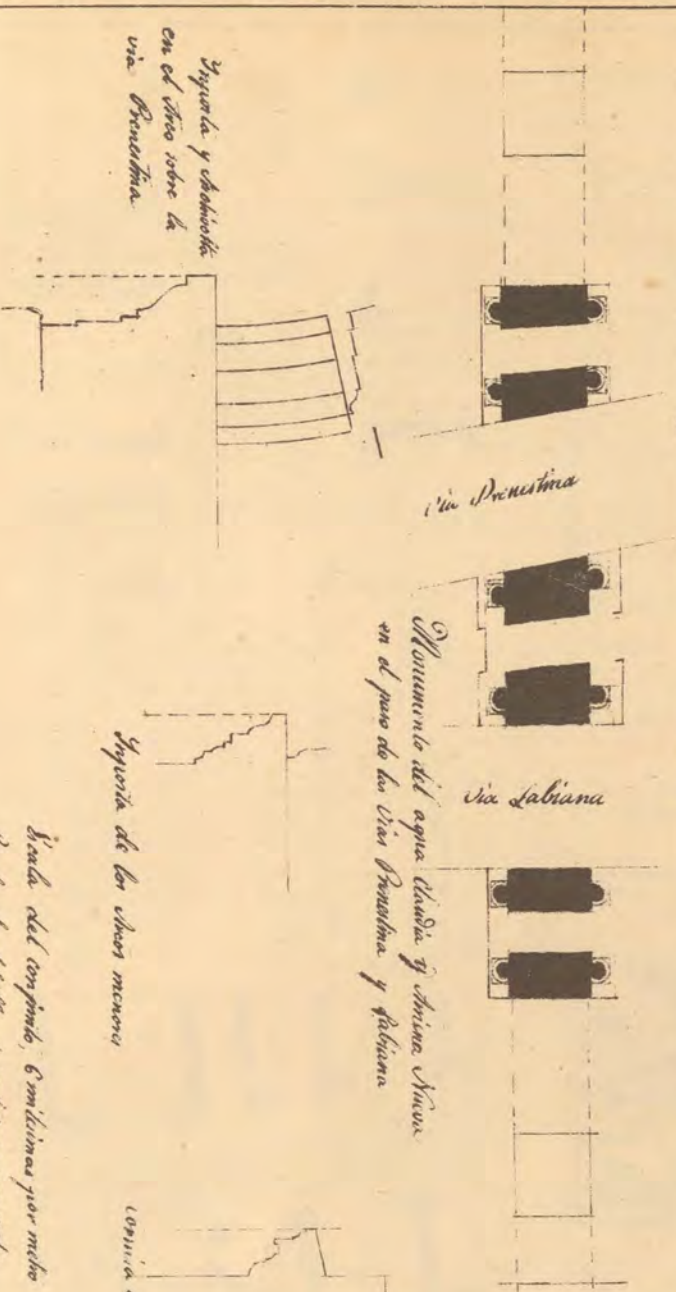 Via Prenestina
Via Labiana
Monumento del agua Claudia y Anima Nueva
en el paso de las Vias Prenestina y Labiana
Imposta y Archivolta
en el Arco sobre la
via Prenestina
Imposta de los Arcos menores
Escala del conjunto, 6 milésimas por metro
cornisa